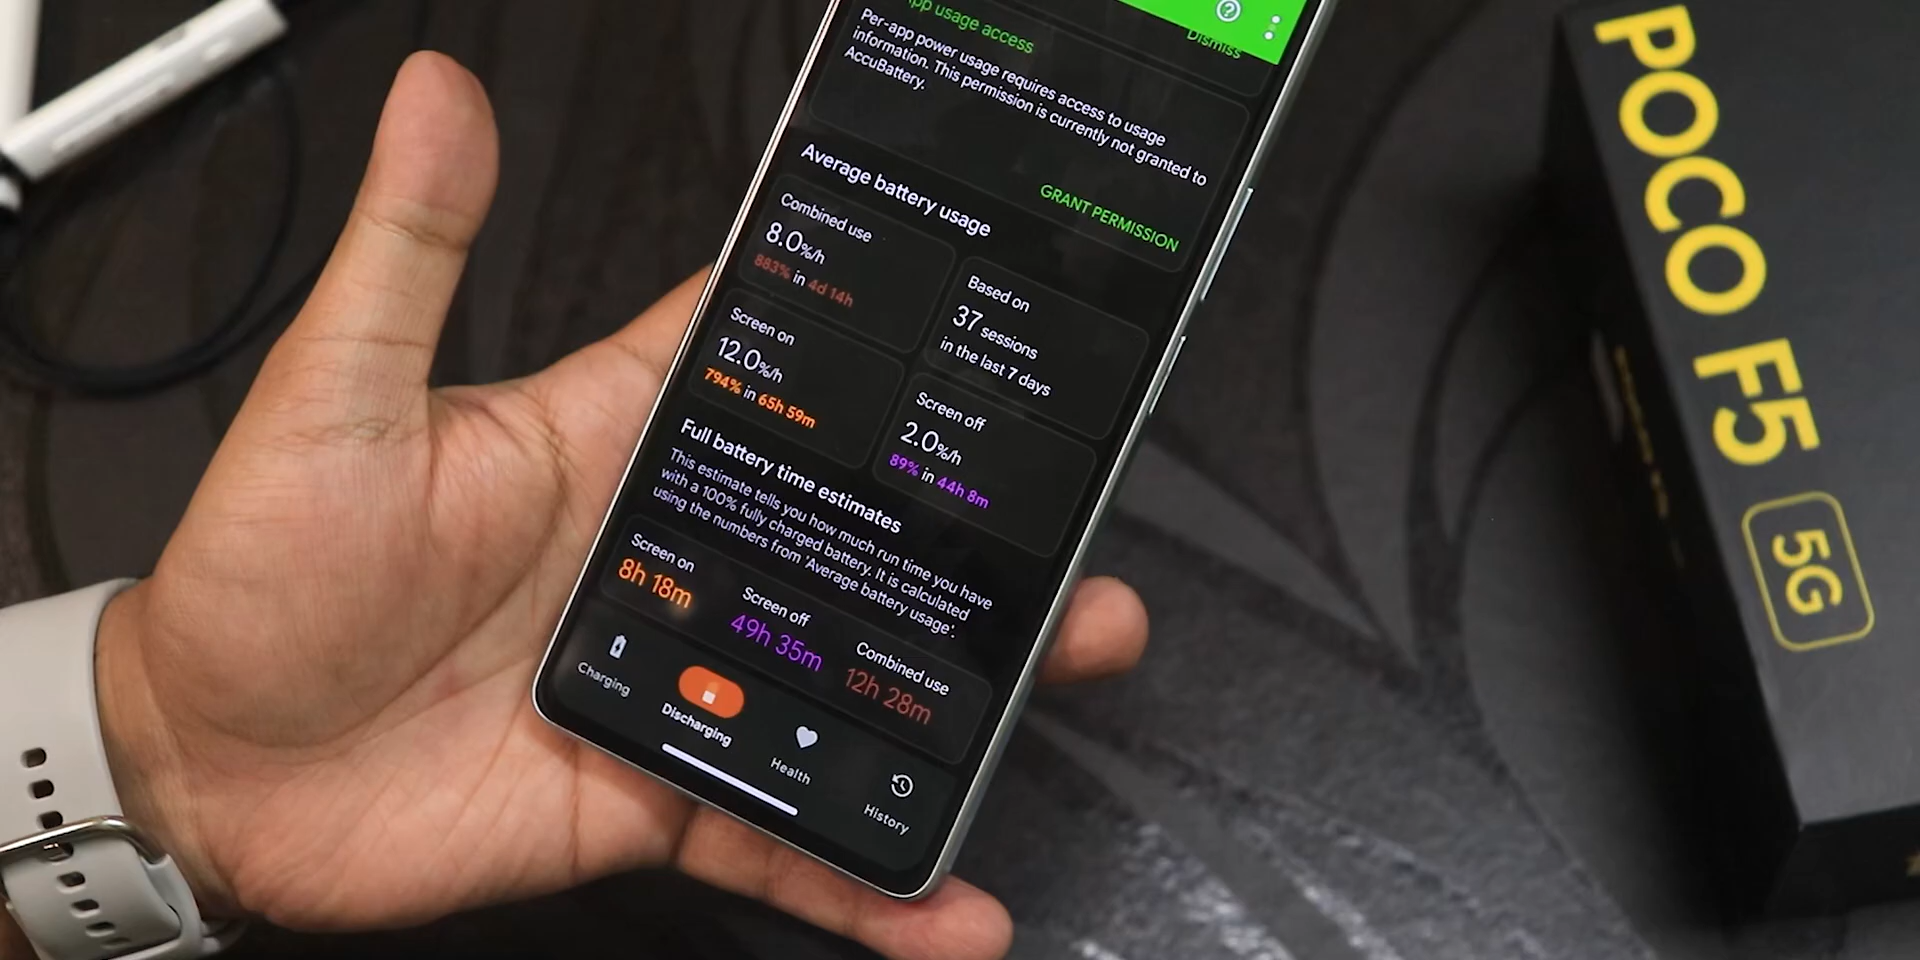 App usage access
Dismiss
Per-app power usage requires access to usage
information. This permission is currently not granted to
AccuBattery.
GRANT PERMISSION
Average battery usage
Combined use
8.0%/h
883% in 4d 14h
Based on
37 sessions
in the last 7 days
Screen on
12.0%/h
794% in 65h 59m
Screen off
2.0%/h
89% in 44h 8m
Full battery time estimates
This estimate tells you how much run time you have
with a 100% fully charged battery. It is calculated
using the numbers from 'Average battery usage'.
Screen on
8h 18m
Screen off
49h 35m
Combined use
12h 28m
Charging
Discharging
Health
History
POCO F5
5G